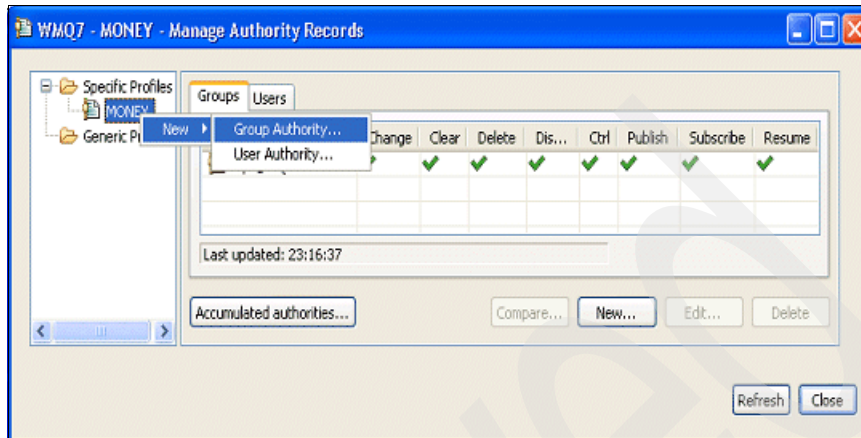 WMQ7 - MONEY - Manage Authority Records
Specific Profiles
MONEY
Generic
Groups Users
New Group Authority...
User Authority...
Change Clear Delete Dis... Ctrl Publish Subscribe Resume
Last updated: 23:16:37
Accumulated authorities... Compare... New... Edit... Delete
Refresh Close